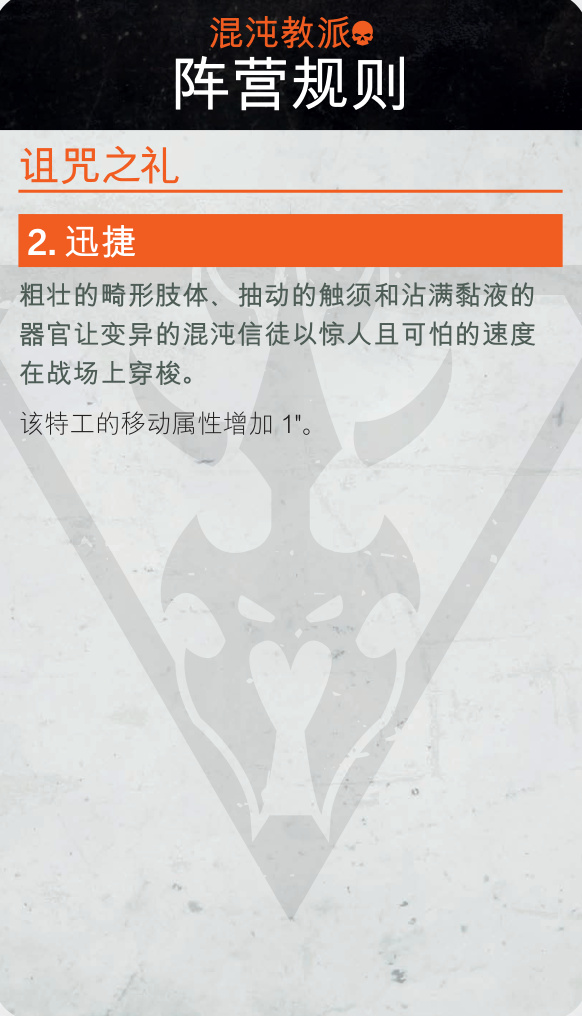 混沌教派
阵营规则
诅咒之礼
2. 迅捷
粗壮的畸形肢体、抽动的触须和沾满黏液的
器官让变异的混沌信徒以惊人且可怕的速度
在战场上穿梭。
该特工的移动属性增加 1"。